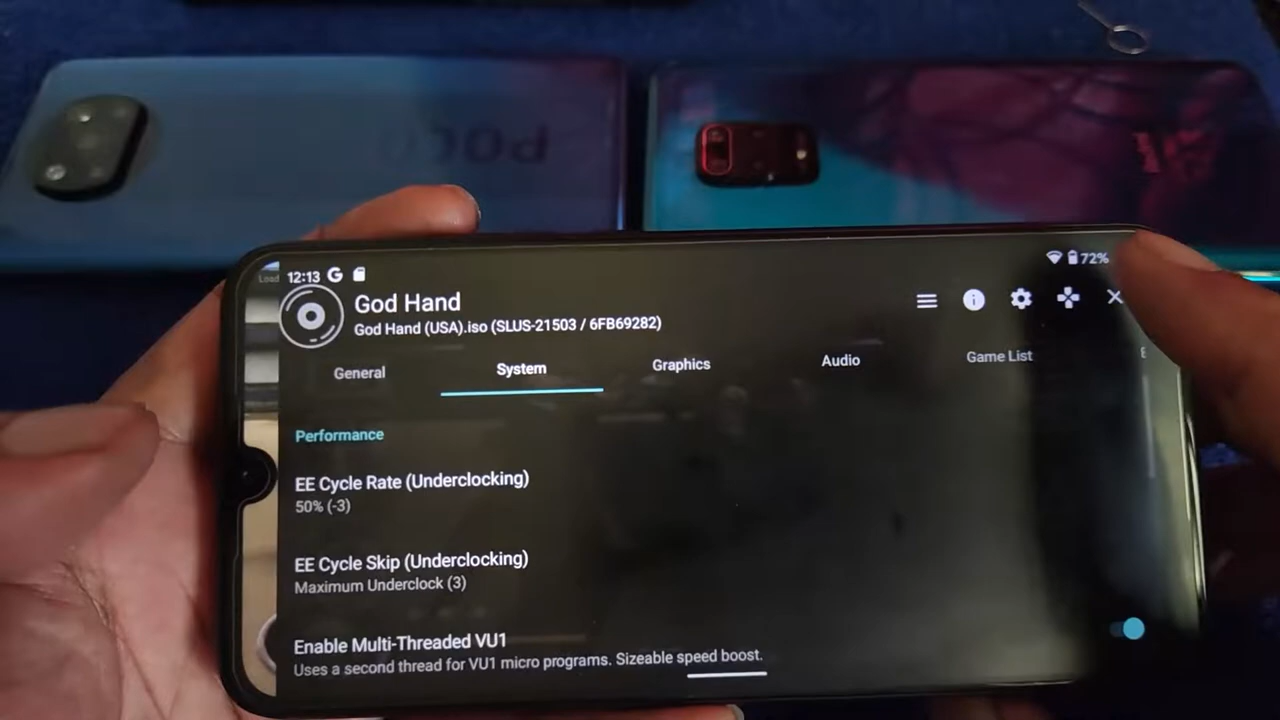 POCO
Load
12:13 G
72%
God Hand
God Hand (USA).iso (SLUS-21503 / 6FB69282)
General
System
Graphics
Audio
Game List
Performance
EE Cycle Rate (Underclocking)
50% (-3)
EE Cycle Skip (Underclocking)
Maximum Underclock (3)
Enable Multi-Threaded VU1
Uses a second thread for VU1 micro programs. Sizeable speed boost.